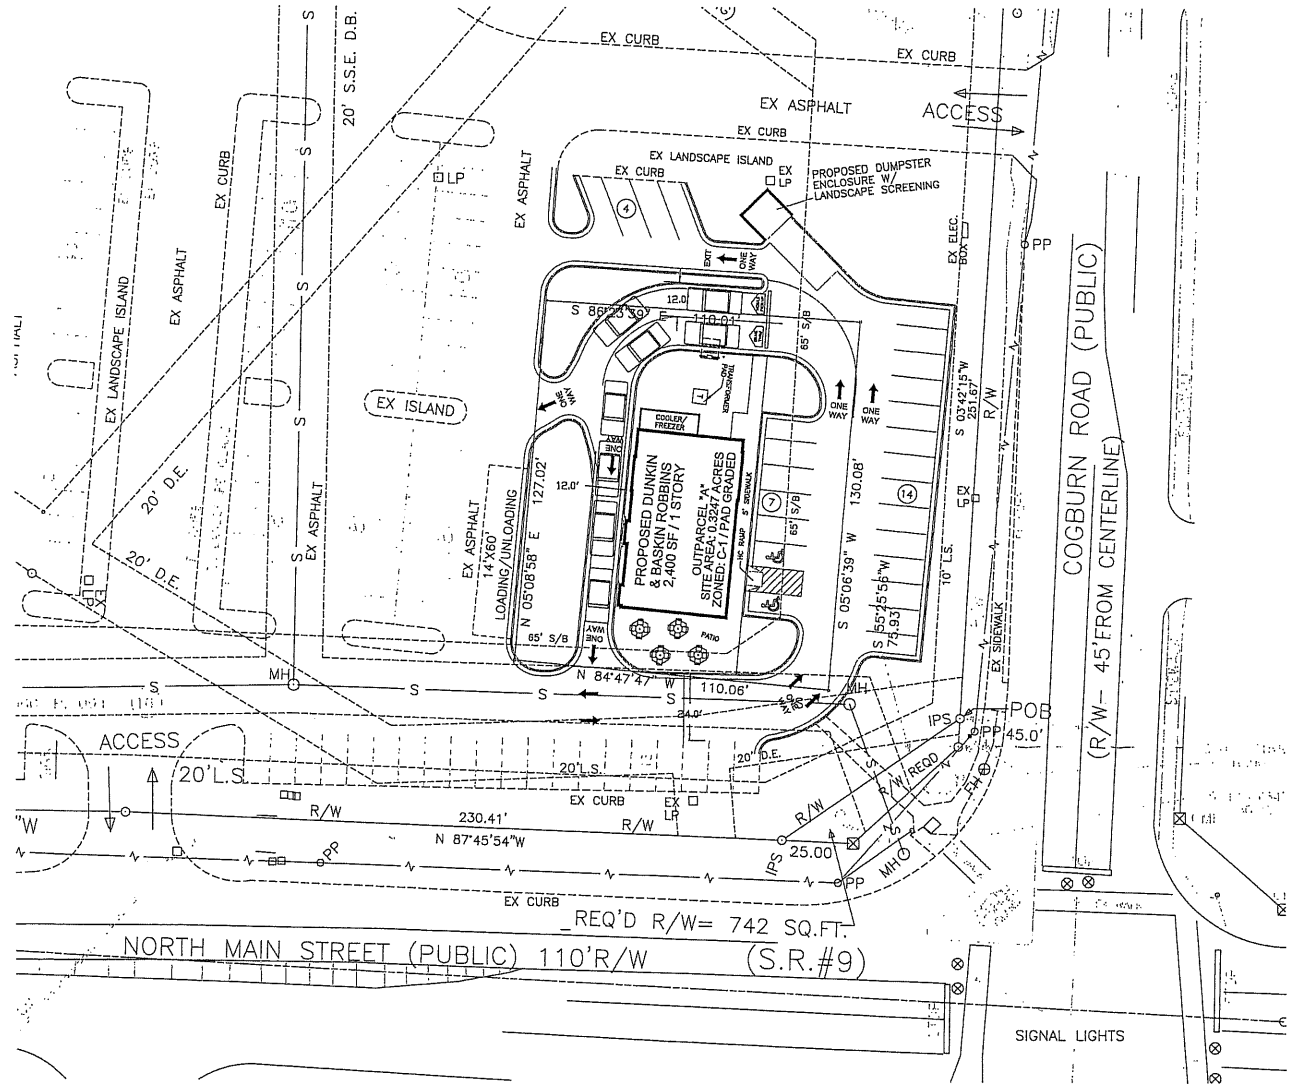 S
20' S.S.E. D.B.
EX CURB
EX CURB
EX ASPHALT
ACCESS
EX CURB
EX CURB
EX ASPHALT
EX LANDSCAPE ISLAND
EX CURB
EX
LP
PROPOSED DUMPSTER
ENCLOSURE W/
LANDSCAPE SCREENING
LP
4
EX ELEC.
BOX
PP
EX ASPHALT
EX LANDSCAPE ISLAND
EXIT
ONE
WAY
12.0
S 86°23'39" E
110.01
65' S/B
TRANSFORMER
PAD
T
ONE
WAY
ONE
WAY
S 03°42'15"W
251.67'
R/W
COGBURN ROAD (PUBLIC)
(R/W— 45'FROM CENTERLINE)
EX ISLAND
ONE
WAY
COOLER/
FREEZER
ONE
WAY
20' D.E.
20' D.E.
EX ASPHALT
EX ASPHALT
14'X60'
LOADING/UNLOADING
N 05°08'58" E 127.02'
12.0'
PROPOSED DUNKIN
& BASKIN ROBBINS
2,400 SF / 1 STORY
OUTPARCEL "A"
SITE AREA: 0.3247 ACRES
ZONED: C-1 / PAD GRADED
HC RAMP
5' SIDEWALK
7
65' S/B
S 05°06'39" W 130.08'
14
EX
LP
10' L.S.
S 55°25'56"W
75.93'
EX SIDEWALK
65' S/B
ONE
WAY
PATIO
MH
S
S
S
S
N 84°47'47" W 110.06'
24.0'
MH
IPS
POB
PP
45.0'
FH
ACCESS
20'L.S.
20'L.S.
20' D.E.
R/W REQD
R/W
EX CURB
EX
LP
R/W
230.41'
R/W
N 87°45'54"W
"W
IPS
25.00
PP
PP
MH
EX CURB
REQ'D R/W= 742 SQ.FT.
NORTH MAIN STREET (PUBLIC) 110'R/W (S.R.#9)
SIGNAL LIGHTS